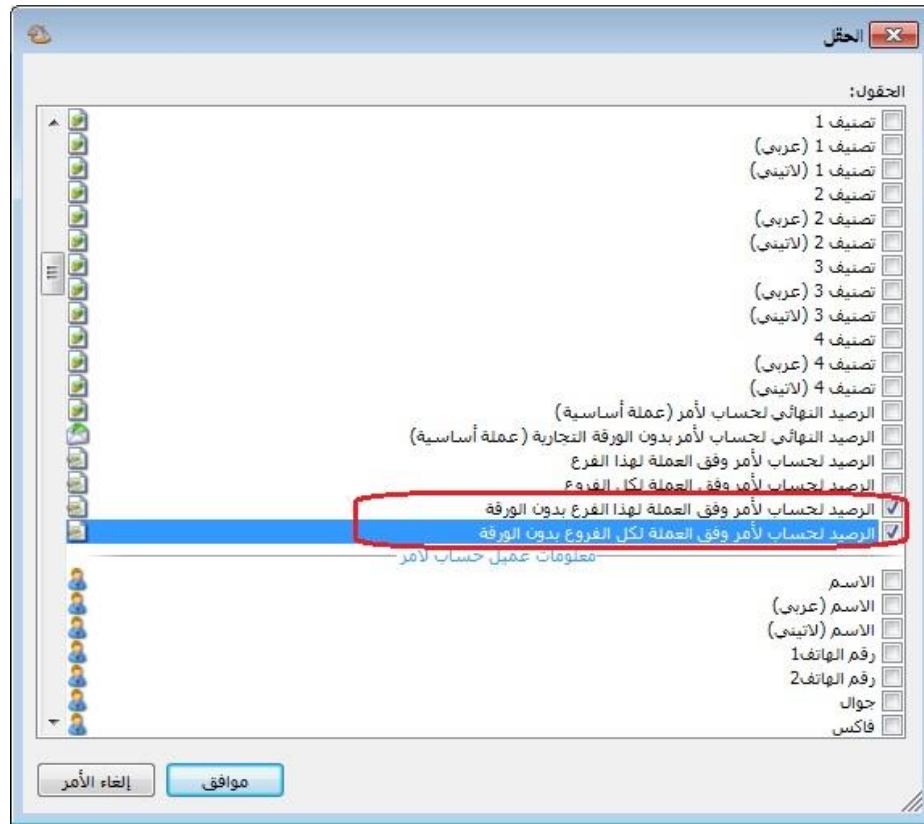 الحقل
الحقول:
تصنيف 1
تصنيف 1 (عربي)
تصنيف 1 (لاتيني)
تصنيف 2
تصنيف 2 (عربي)
تصنيف 2 (لاتيني)
تصنيف 3
تصنيف 3 (عربي)
تصنيف 3 (لاتيني)
تصنيف 4
تصنيف 4 (عربي)
تصنيف 4 (لاتيني)
الرصيد النهائي لحساب لأمر (عملة أساسية)
الرصيد النهائي لحساب لأمر بدون الورقة التجارية (عملة أساسية)
الرصيد لحساب لأمر وفق العملة لهذا الفرع
الرصيد لحساب لأمر وفق العملة لكل الفروع
الرصيد لحساب لأمر وفق العملة لهذا الفرع بدون الورقة
الرصيد لحساب لأمر وفق العملة لكل الفروع بدون الورقة
معلومات عميل حساب لأمر
الاسم
الاسم (عربي)
الاسم (لاتيني)
رقم الهاتف1
رقم الهاتف2
جوال
فاكس
موافق
إلغاء الأمر